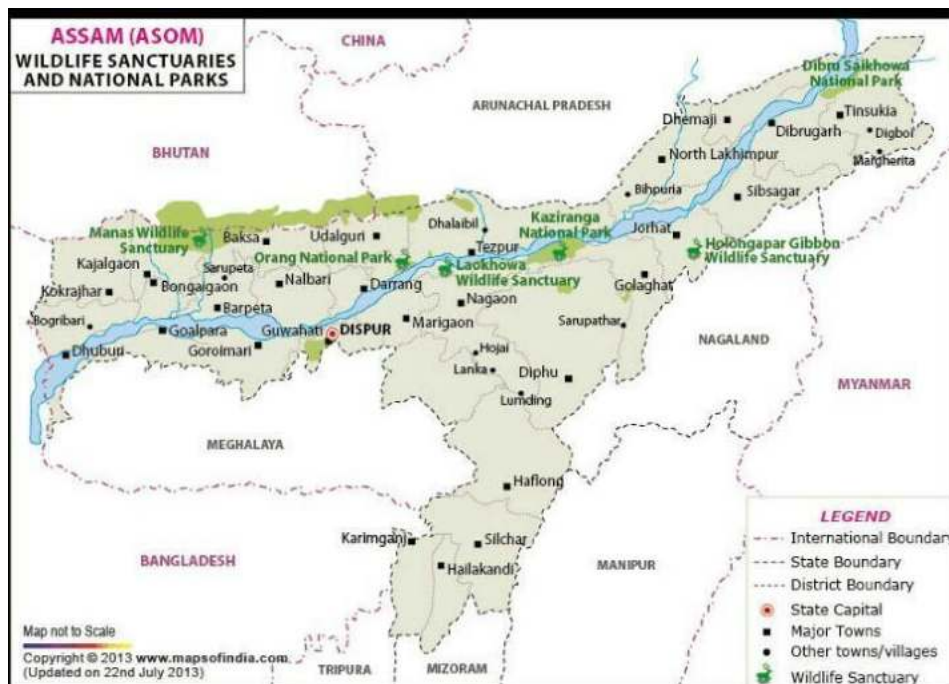 ASSAM (ASOM)
WILDLIFE SANCTUARIES
AND NATIONAL PARKS
CHINA
ARUNACHAL PRADESH
BHUTAN
Dibru Saikhowa
National Park
Tinsukia
Dhemaji
Dibrugarh
Digboi
Margherita
North Lakhimpur
Bihpuria
Sibsagar
Dhalaibil
Kaziranga
National Park
Jorhat
Manas Wildlife
Sanctuary
Baksa
Udalguri
Tezpur
Holongapar Gibbon
Wildlife Sanctuary
Orang National Park
Laokhowa
Wildlife Sanctuary
Kajalgaon
Sarupeta
Golaghat
Kokrajhar
Bongaigaon
Nalbari
Darrang
Nagaon
Barpeta
Bogribari
Goalpara
Guwahati
DISPUR
Marigaon
Sarupathar
NAGALAND
Dhuburi
Goroimari
Hojai
Lanka
Diphu
MYANMAR
Lumding
MEGHALAYA
Haflong
Karimganj
Silchar
Hailakandi
BANGLADESH
MANIPUR
TRIPURA
MIZORAM
LEGEND
International Boundary
State Boundary
District Boundary
State Capital
Major Towns
Other towns/villages
Wildlife Sanctuary
Map not to Scale
Copyright © 2013 www.mapsofindia.com
(Updated on 22nd July 2013)